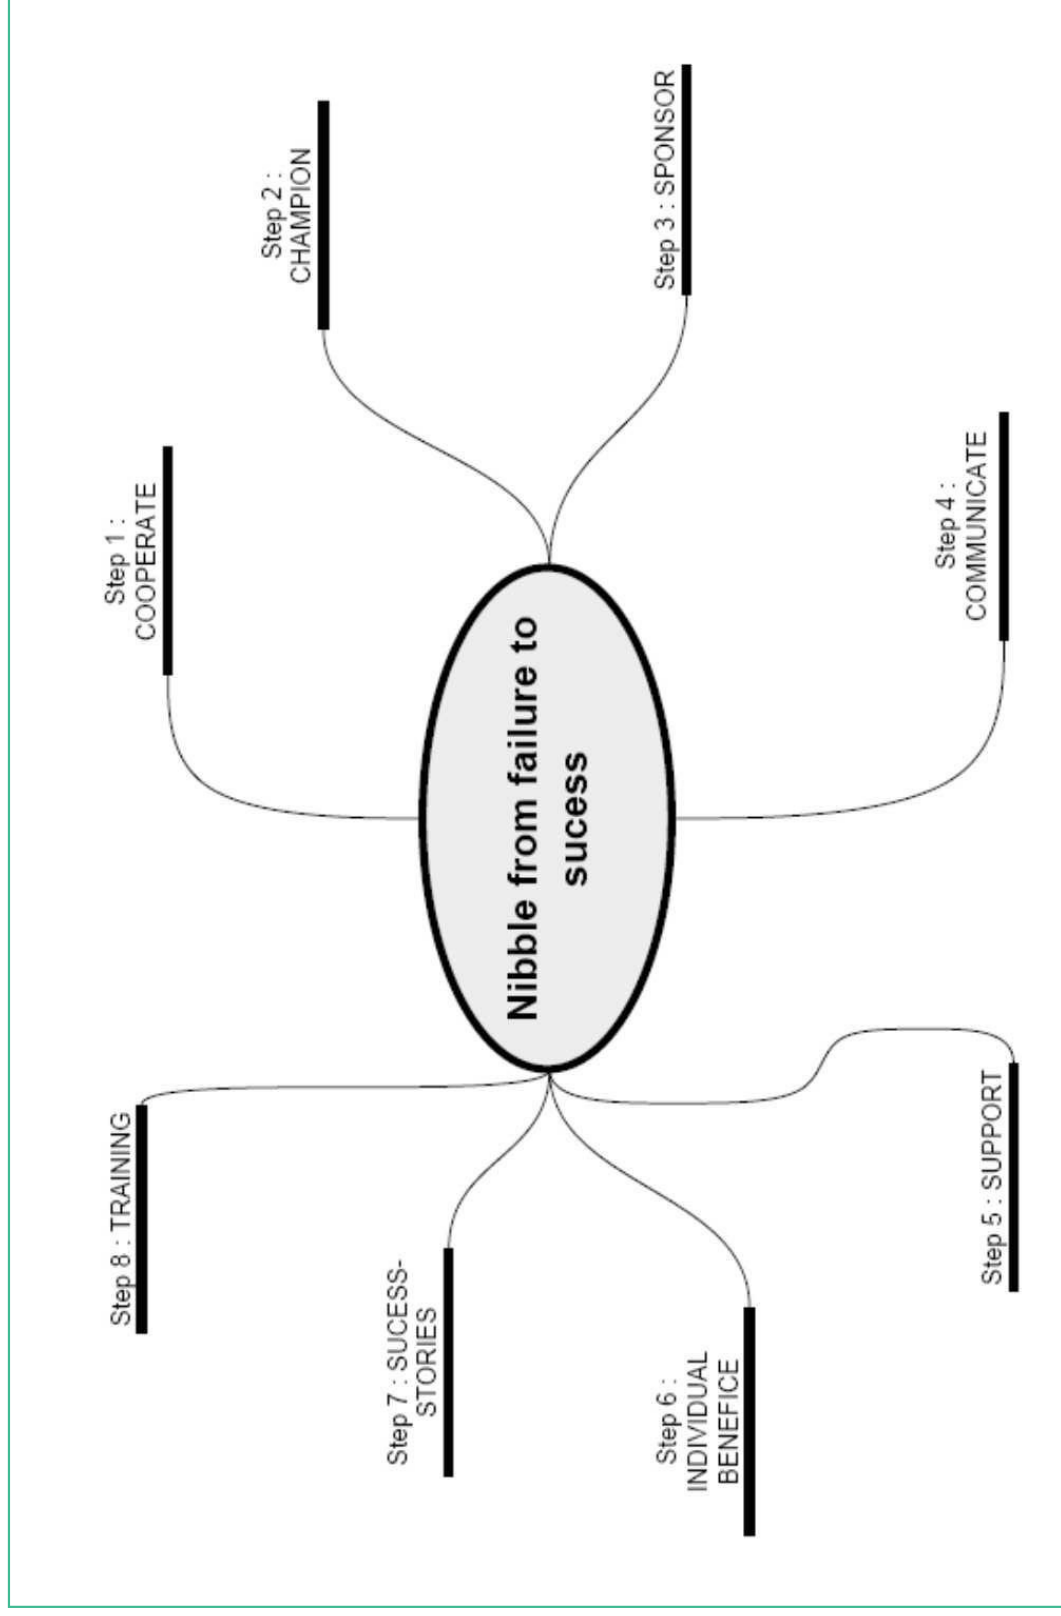 Nibble from failure to
sucess
Step 1 :
COOPERATE
Step 2 :
CHAMPION
Step 3 : SPONSOR
Step 4 :
COMMUNICATE
Step 5 : SUPPORT
Step 6 :
INDIVIDUAL
BENEFICE
Step 7 : SUCESS-
STORIES
Step 8 : TRAINING